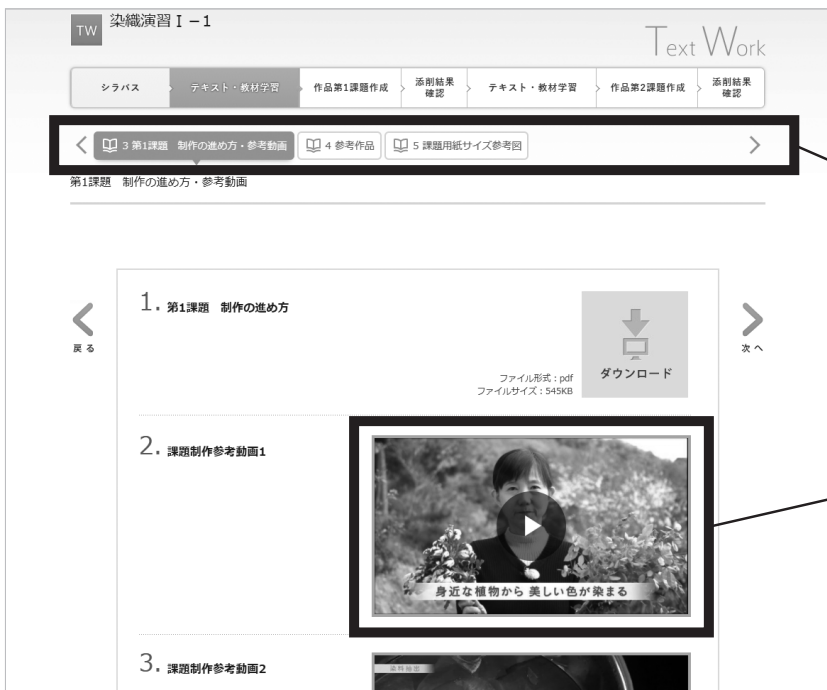 TW 染織演習Ⅰ－1
Text Work
シラバス テキスト・教材学習 作品第1課題作成 添削結果確認 テキスト・教材学習 作品第2課題作成 添削結果確認
3 第1課題　制作の進め方・参考動画 4 参考作品 5 課題用紙サイズ参考図
第1課題　制作の進め方・参考動画
1. 第1課題　制作の進め方
戻る
次へ
ファイル形式：pdf
ファイルサイズ：545KB
ダウンロード
2. 課題制作参考動画1
身近な植物から 美しい色が染まる
3. 課題制作参考動画2
染料抽出